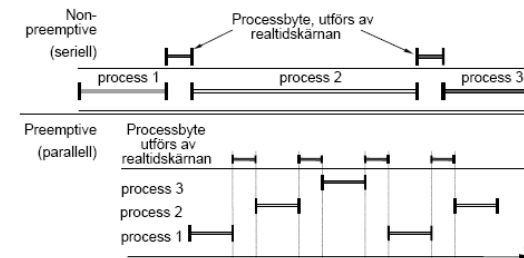 Non-
preemptive
(seriell)
Processbyte, utförs av
realtidskärnan
process 1
process 2
process 3
Preemptive
(parallell)
Processbyte
utförs av
realtidskärnan
process 3
process 2
process 1